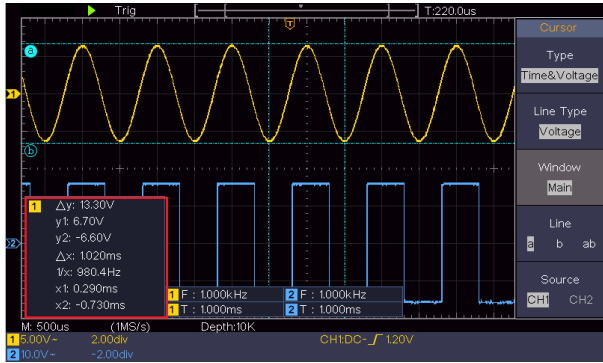 Trig T T:220.0us
Cursor
a
Type
Time&Voltage
1
Line Type
Voltage
b
Window
Main
1 △y: 13.30V
y1: 6.70V
y2: -6.60V
△x: 1.020ms
1/x: 980.4Hz
x1: 0.290ms
x2: -0.730ms
2
Line
a b ab
Source
CH1 CH2
1 F : 1.000kHz 2 F : 1.000kHz
1 T : 1.000ms 2 T : 1.000ms
M: 500us (1MS/s) Depth:10K
1 5.00V~ 2.00div CH1:DC- 1.20V
2 10.0V~ -2.00div